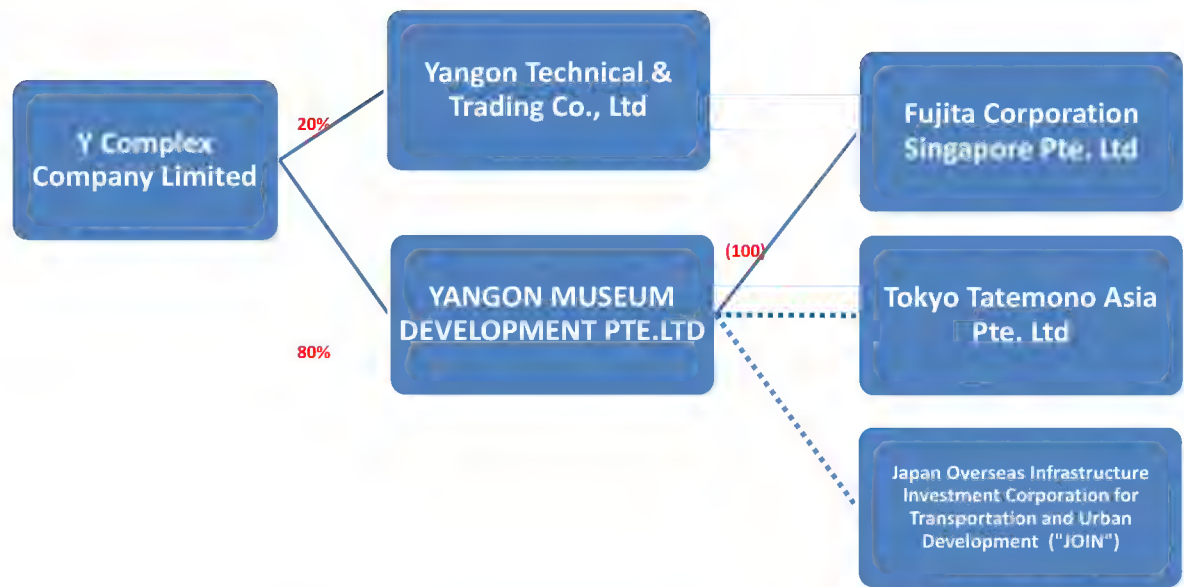 Y Complex
Company Limited
20%
80%
Yangon Technical &
Trading Co., Ltd
YANGON MUSEUM
DEVELOPMENT PTE.LTD
(100)
Fujita Corporation
Singapore Pte. Ltd
Tokyo Tatemono Asia
Pte. Ltd
Japan Overseas Infrastructure
Investment Corporation for
Transportation and Urban
Development ("JOIN")